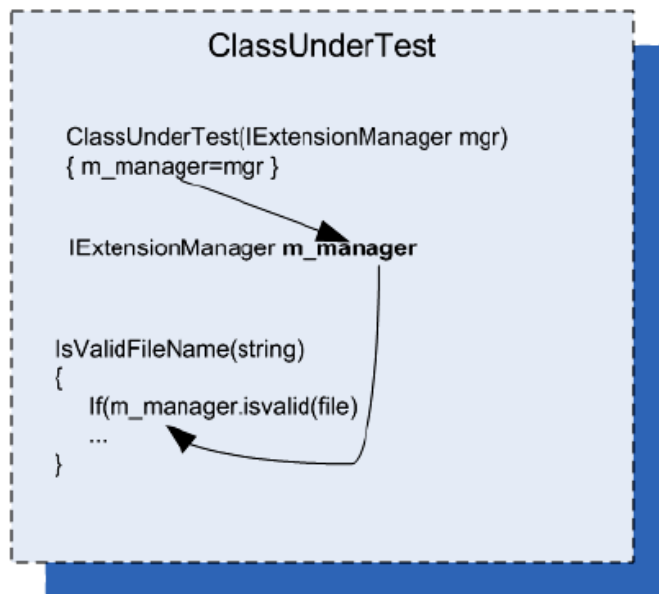 ClassUnderTest
ClassUnderTest(IExtensionManager mgr)
{ m_manager=mgr }
IExtensionManager m_manager
IsValidFileName(string)
{
If(m_manager.isvalid(file)
...
}